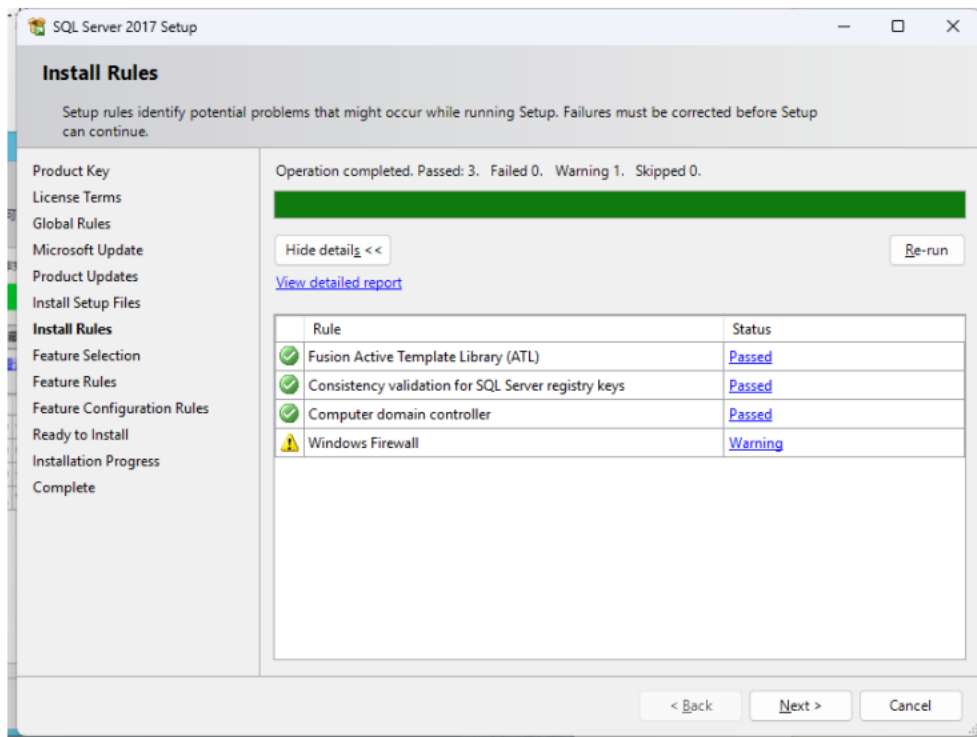 SQL Server 2017 Setup
Install Rules
Setup rules identify potential problems that might occur while running Setup. Failures must be corrected before Setup
can continue.
Product Key
License Terms
Global Rules
Microsoft Update
Product Updates
Install Setup Files
Install Rules
Feature Selection
Feature Rules
Feature Configuration Rules
Ready to Install
Installation Progress
Complete
Operation completed. Passed: 3.   Failed 0.   Warning 1.   Skipped 0.
Hide details <<
Re-run
View detailed report
Rule Status
Fusion Active Template Library (ATL) Passed
Consistency validation for SQL Server registry keys Passed
Computer domain controller Passed
Windows Firewall Warning
< Back
Next >
Cancel